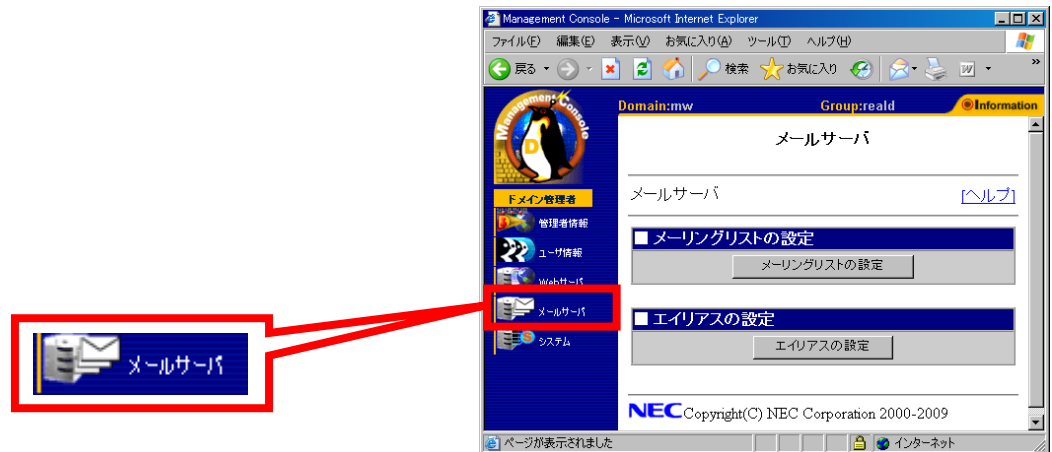 Management Console - Microsoft Internet Explorer
ファイル(F) 編集(E) 表示(V) お気に入り(A) ツール(T) ヘルプ(H)
戻る 検索 お気に入り
Management Console
D
Domain:mw Group:reald Information
メールサーバ
ドメイン管理者
管理者情報
ユーザ情報
Webサーバ
メールサーバ
システム
メールサーバ [ヘルプ]
■ メーリングリストの設定
メーリングリストの設定
■ エイリアスの設定
エイリアスの設定
NEC Copyright(C) NEC Corporation 2000-2009
ページが表示されました インターネット
メールサーバ